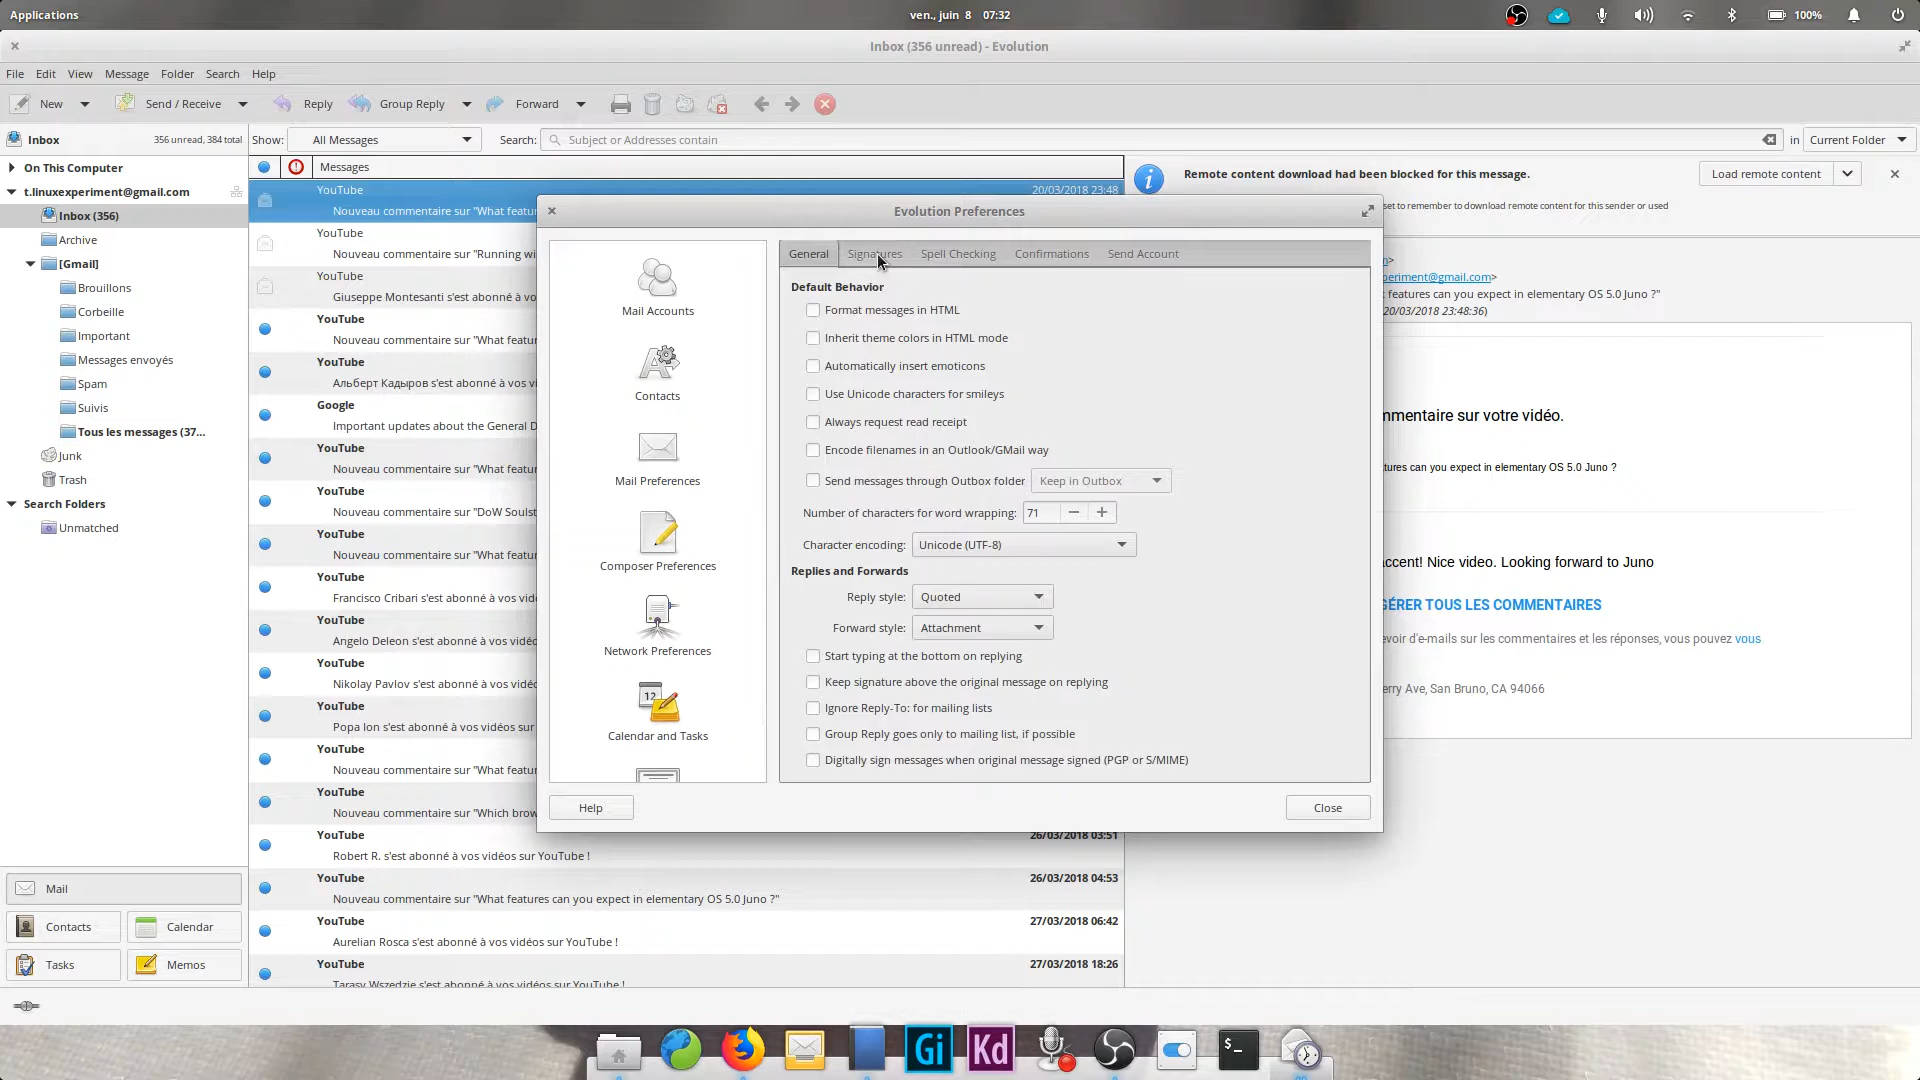 Applications
ven., juin 8 07:32
100%
Inbox (356 unread) - Evolution
File Edit View Message Folder Search Help
New Send / Receive Reply Group Reply Forward
Inbox 356 unread, 384 total
Show: All Messages Search: Subject or Addresses contain in Current Folder
On This Computer
t.linuxexperiment@gmail.com
Inbox (356)
Archive
[Gmail]
Brouillons
Corbeille
Important
Messages envoyés
Spam
Suivis
Tous les messages (37...
Junk
Trash
Search Folders
Unmatched
Mail
Contacts Calendar
Tasks Memos
Messages
YouTube 20/03/2018 23:48
Nouveau commentaire sur "What featur
YouTube
Nouveau commentaire sur "Running wi
YouTube
Giuseppe Montesanti s'est abonné à vo
YouTube
Nouveau commentaire sur "What featur
YouTube
Альберт Кадыров s'est abonné à vos vi
Google
Important updates about the General D
YouTube
Nouveau commentaire sur "What featur
YouTube
Nouveau commentaire sur "DoW Soulst
YouTube
Nouveau commentaire sur "What featur
YouTube
Francisco Cribari s'est abonné à vos vidé
YouTube
Angelo Deleon s'est abonné à vos vidéo
YouTube
Nikolay Pavlov s'est abonné à vos vidéo
YouTube
Popa Ion s'est abonné à vos vidéos sur
YouTube
Nouveau commentaire sur "What featur
YouTube
Nouveau commentaire sur "Which brow
YouTube 26/03/2018 03:51
Robert R. s'est abonné à vos vidéos sur YouTube !
YouTube 26/03/2018 04:53
Nouveau commentaire sur "What features can you expect in elementary OS 5.0 Juno ?"
YouTube 27/03/2018 06:42
Aurelian Rosca s'est abonné à vos vidéos sur YouTube !
YouTube 27/03/2018 18:26
Tarasy Wszedzie s'est abonné à vos vidéos sur YouTube !
Evolution Preferences
Mail Accounts
Contacts
Mail Preferences
Composer Preferences
Network Preferences
12
Calendar and Tasks
General Signatures Spell Checking Confirmations Send Account
Default Behavior
Format messages in HTML
Inherit theme colors in HTML mode
Automatically insert emoticons
Use Unicode characters for smileys
Always request read receipt
Encode filenames in an Outlook/GMail way
Send messages through Outbox folder Keep in Outbox
Number of characters for word wrapping: 71
Character encoding: Unicode (UTF-8)
Replies and Forwards
Reply style: Quoted
Forward style: Attachment
Start typing at the bottom on replying
Keep signature above the original message on replying
Ignore Reply-To: for mailing lists
Group Reply goes only to mailing list, if possible
Digitally sign messages when original message signed (PGP or S/MIME)
Help Close
Remote content download had been blocked for this message.
Load remote content
set to remember to download remote content for this sender or used
>
periment@gmail.com>
features can you expect in elementary OS 5.0 Juno ?"
20/03/2018 23:48:36)
mmentaire sur votre vidéo.
tures can you expect in elementary OS 5.0 Juno ?
accent! Nice video. Looking forward to Juno
GÉRER TOUS LES COMMENTAIRES
evoir d'e-mails sur les commentaires et les réponses, vous pouvez vous
erry Ave, San Bruno, CA 94066
Gi Kd >_